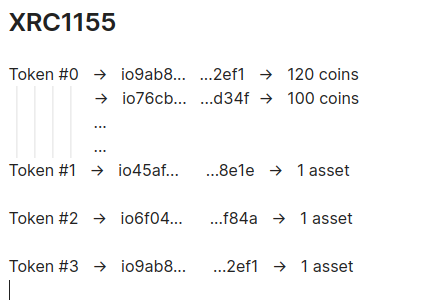 XRC1155
Token #0 → io9ab8... ...2ef1 → 120 coins
→ io76cb... ...d34f → 100 coins
...
...
Token #1 → io45af... ...8e1e → 1 asset
Token #2 → io6f04... ...f84a → 1 asset
Token #3 → io9ab8... ...2ef1 → 1 asset